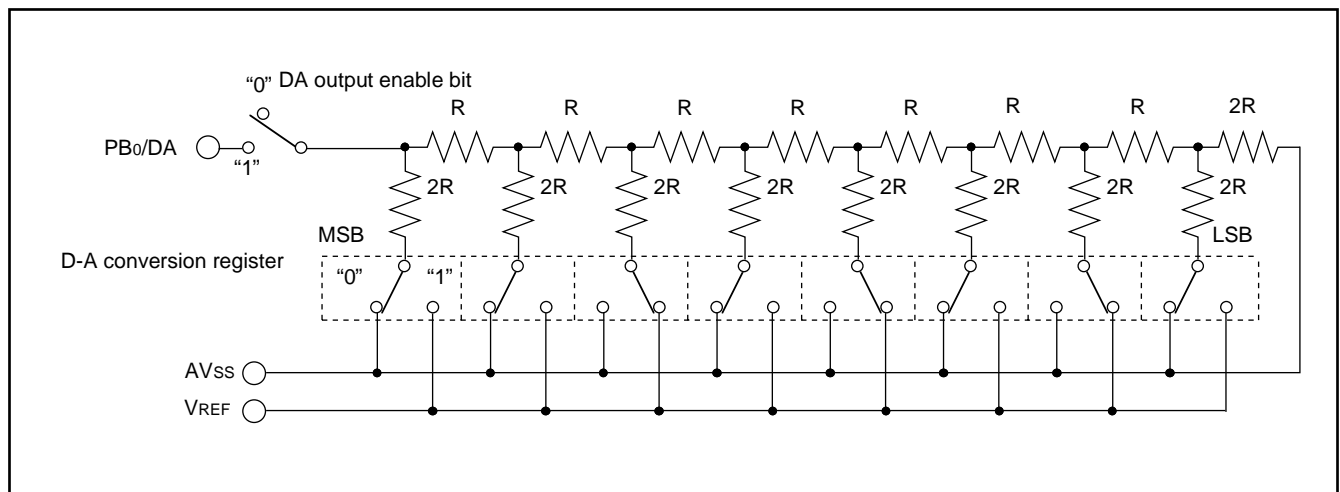 “0” DA output enable bit
R R R R R R R 2R
PB0/DA
“1”
2R 2R 2R 2R 2R 2R 2R 2R
MSB LSB
D-A conversion register
“0” “1”
AVSS
VREF